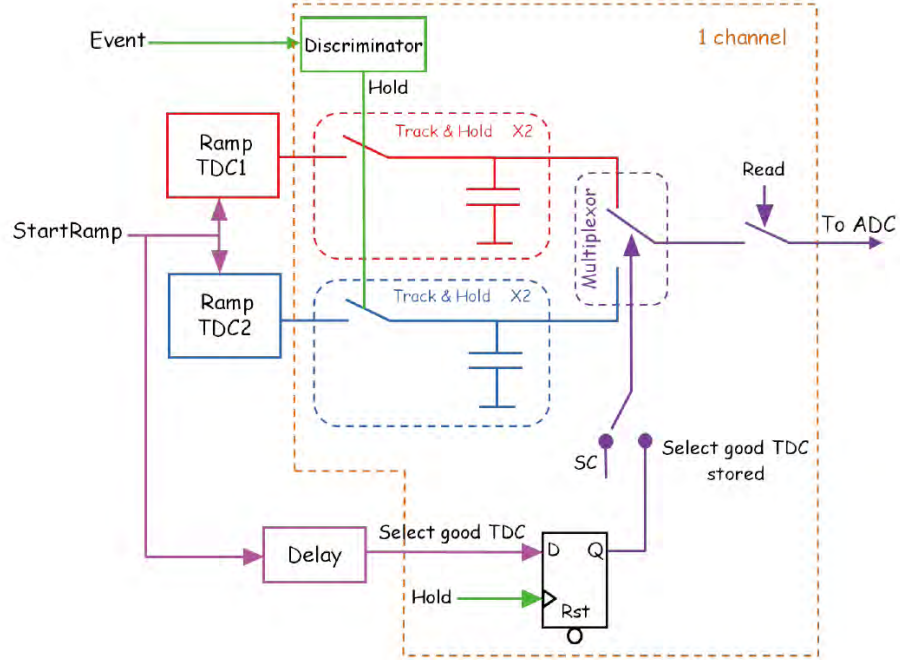 Event
Discriminator
1 channel
Hold
Ramp
TDC1
Track & Hold X2
Read
StartRamp
Multiplexor
To ADC
Ramp
TDC2
Track & Hold X2
SC
Select good TDC
stored
Delay
Select good TDC
D Q
Hold
Rst